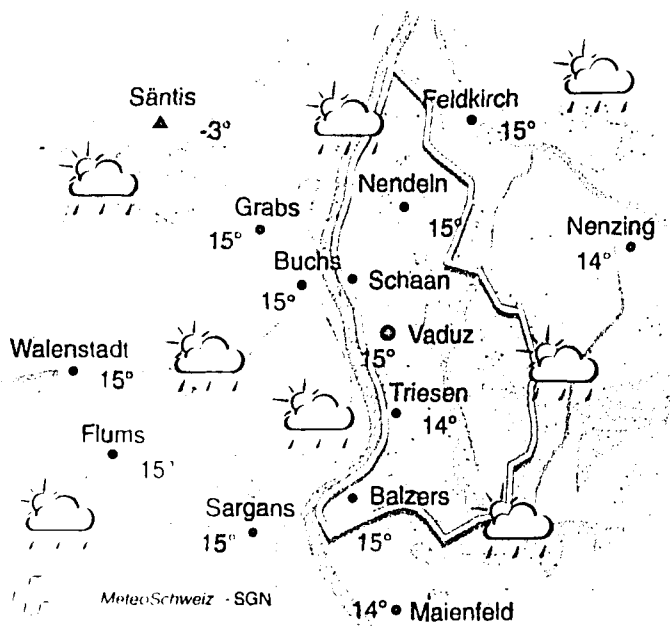 Säntis
-3°
Feldkirch
15°
Nendeln
15°
Grabs
15°
Nenzing
14°
Buchs
15°
Schaan
Vaduz
15°
Walenstadt
15°
Triesen
14°
Flums
15
Balzers
15°
Sargans
15°
MeteoSchweiz - SGN
14° Maienfeld